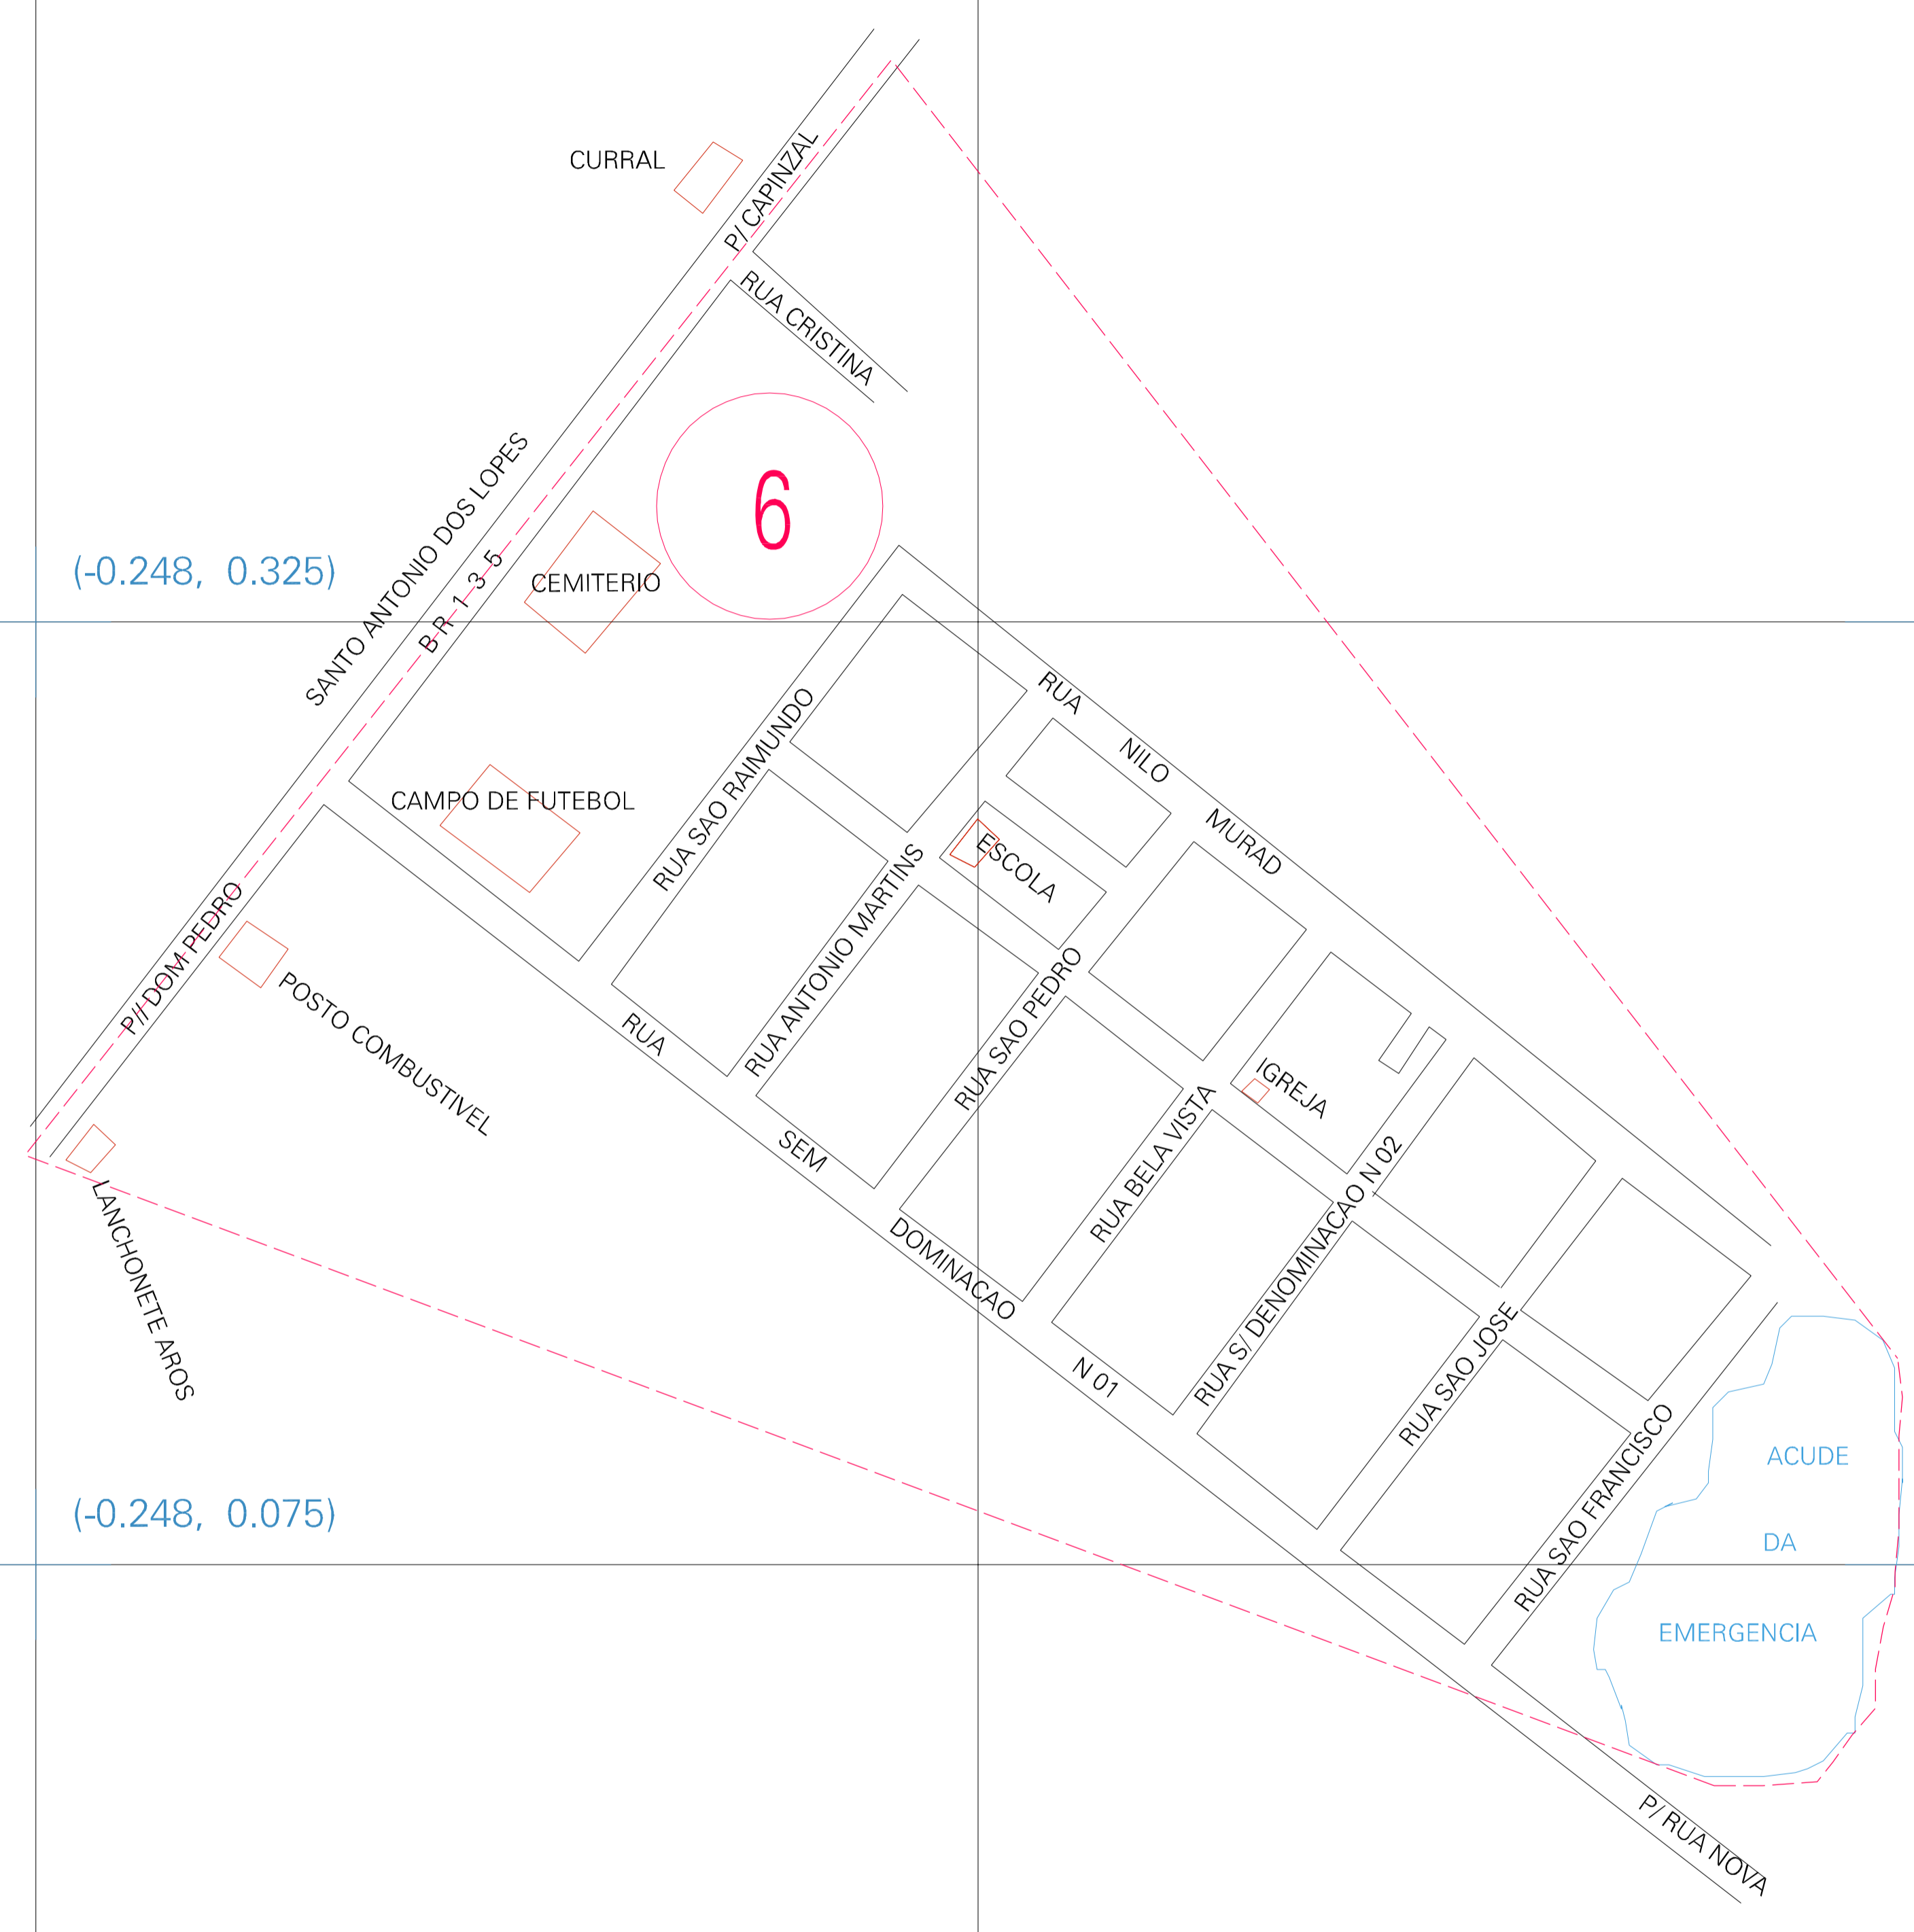 CURRAL
P/ CAPINZAL
RUA CRISTINA
SANTO ANTONIO DOS LOPES
6
B R 1 3 5
(-0.248, 0.325)
CEMITERIO
RUA NILO MURAD
CAMPO DE FUTEBOL
RUA SAO RAIMUNDO
ESCOLA
P// DOM PEDRO
RUA ANTONIO MARTINS
POSTO COMBUSTIVEL
RUA SAO PEDRO
IGREJA
RUA SEM DOMINACAO N 01
RUA BELA VISTA
RUA S/ DENOMINACAO N 02
LANCHONETE AROS
RUA SAO JOSE
RUA SAO FRANCISCO
ACUDE
DA
EMERGENCIA
(-0.248, 0.075)
P/ RUA NOVA